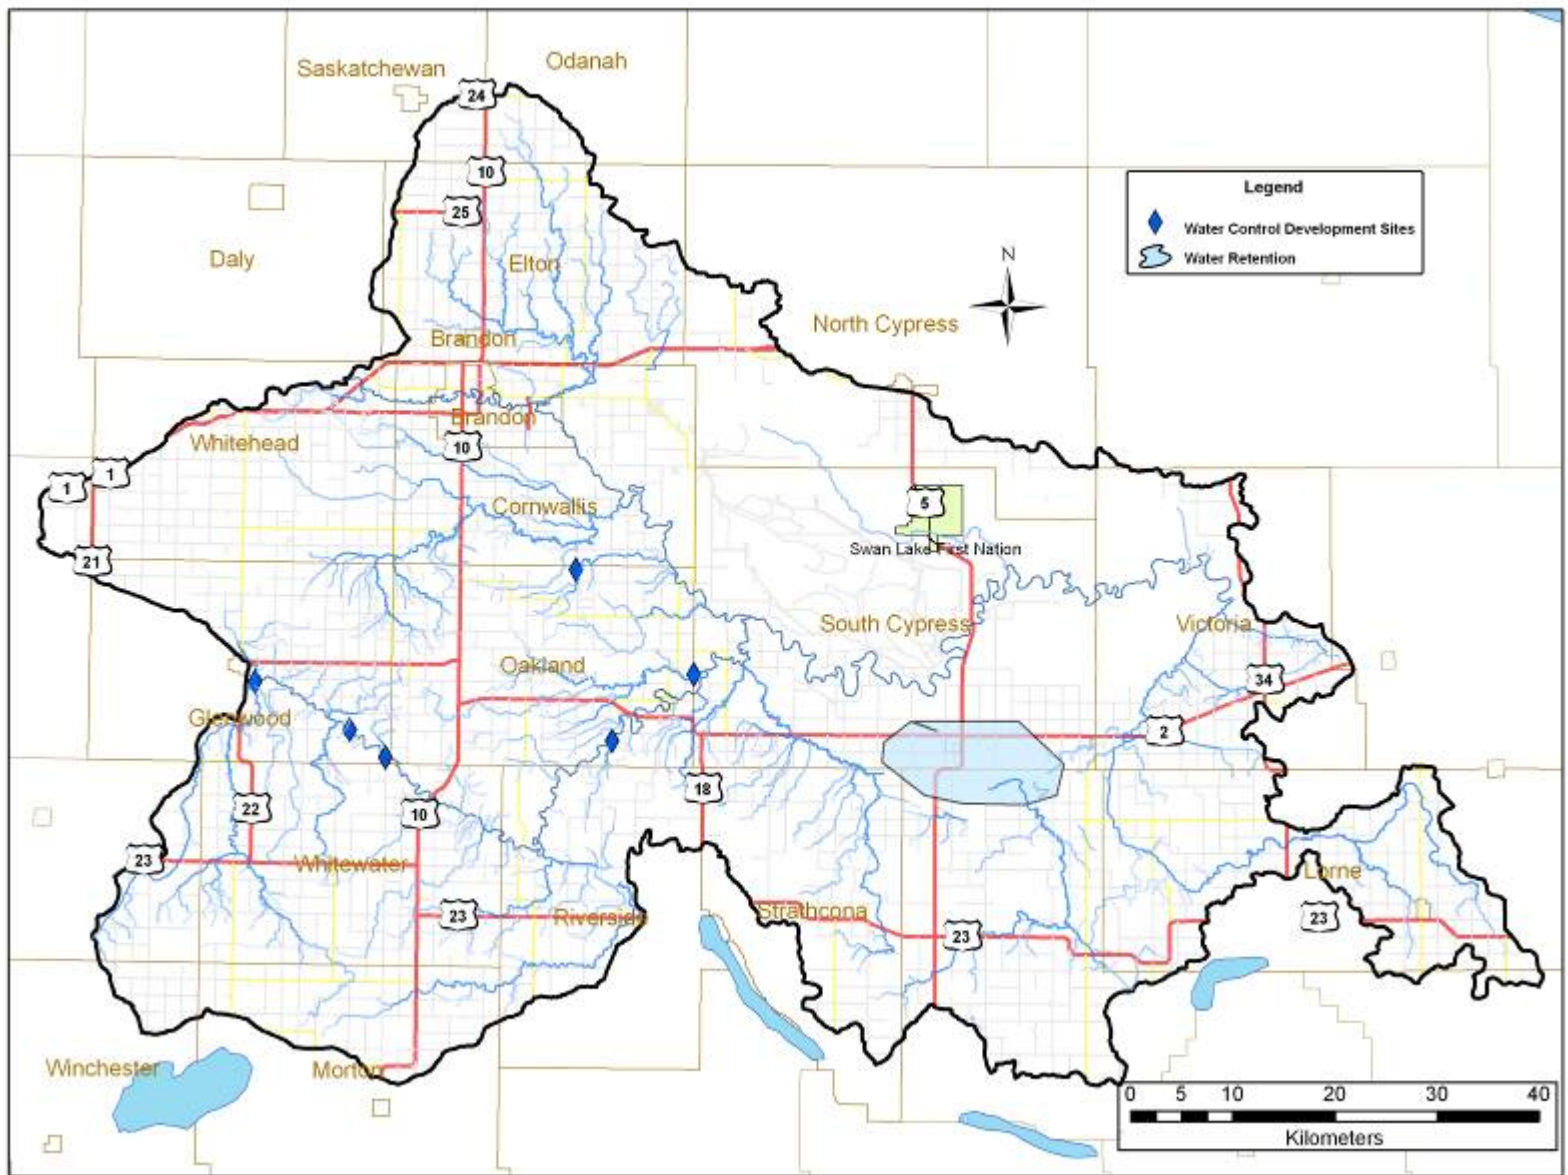 Saskatchewan
Odanah
24
10
25
Daly
Elton
Legend
Water Control Development Sites
Water Retention
N
North Cypress
Brandon
Brandon
Whitehead
10
1
1
Cornwallis
5
Swan Lake First Nation
21
South Cypress
Victoria
Oakland
34
Glenwood
2
22
10
18
23
Whitewater
Lorne
23
Riverside
Strathcona
23
23
Winchester
Morton
0 5 10 20 30 40
Kilometers